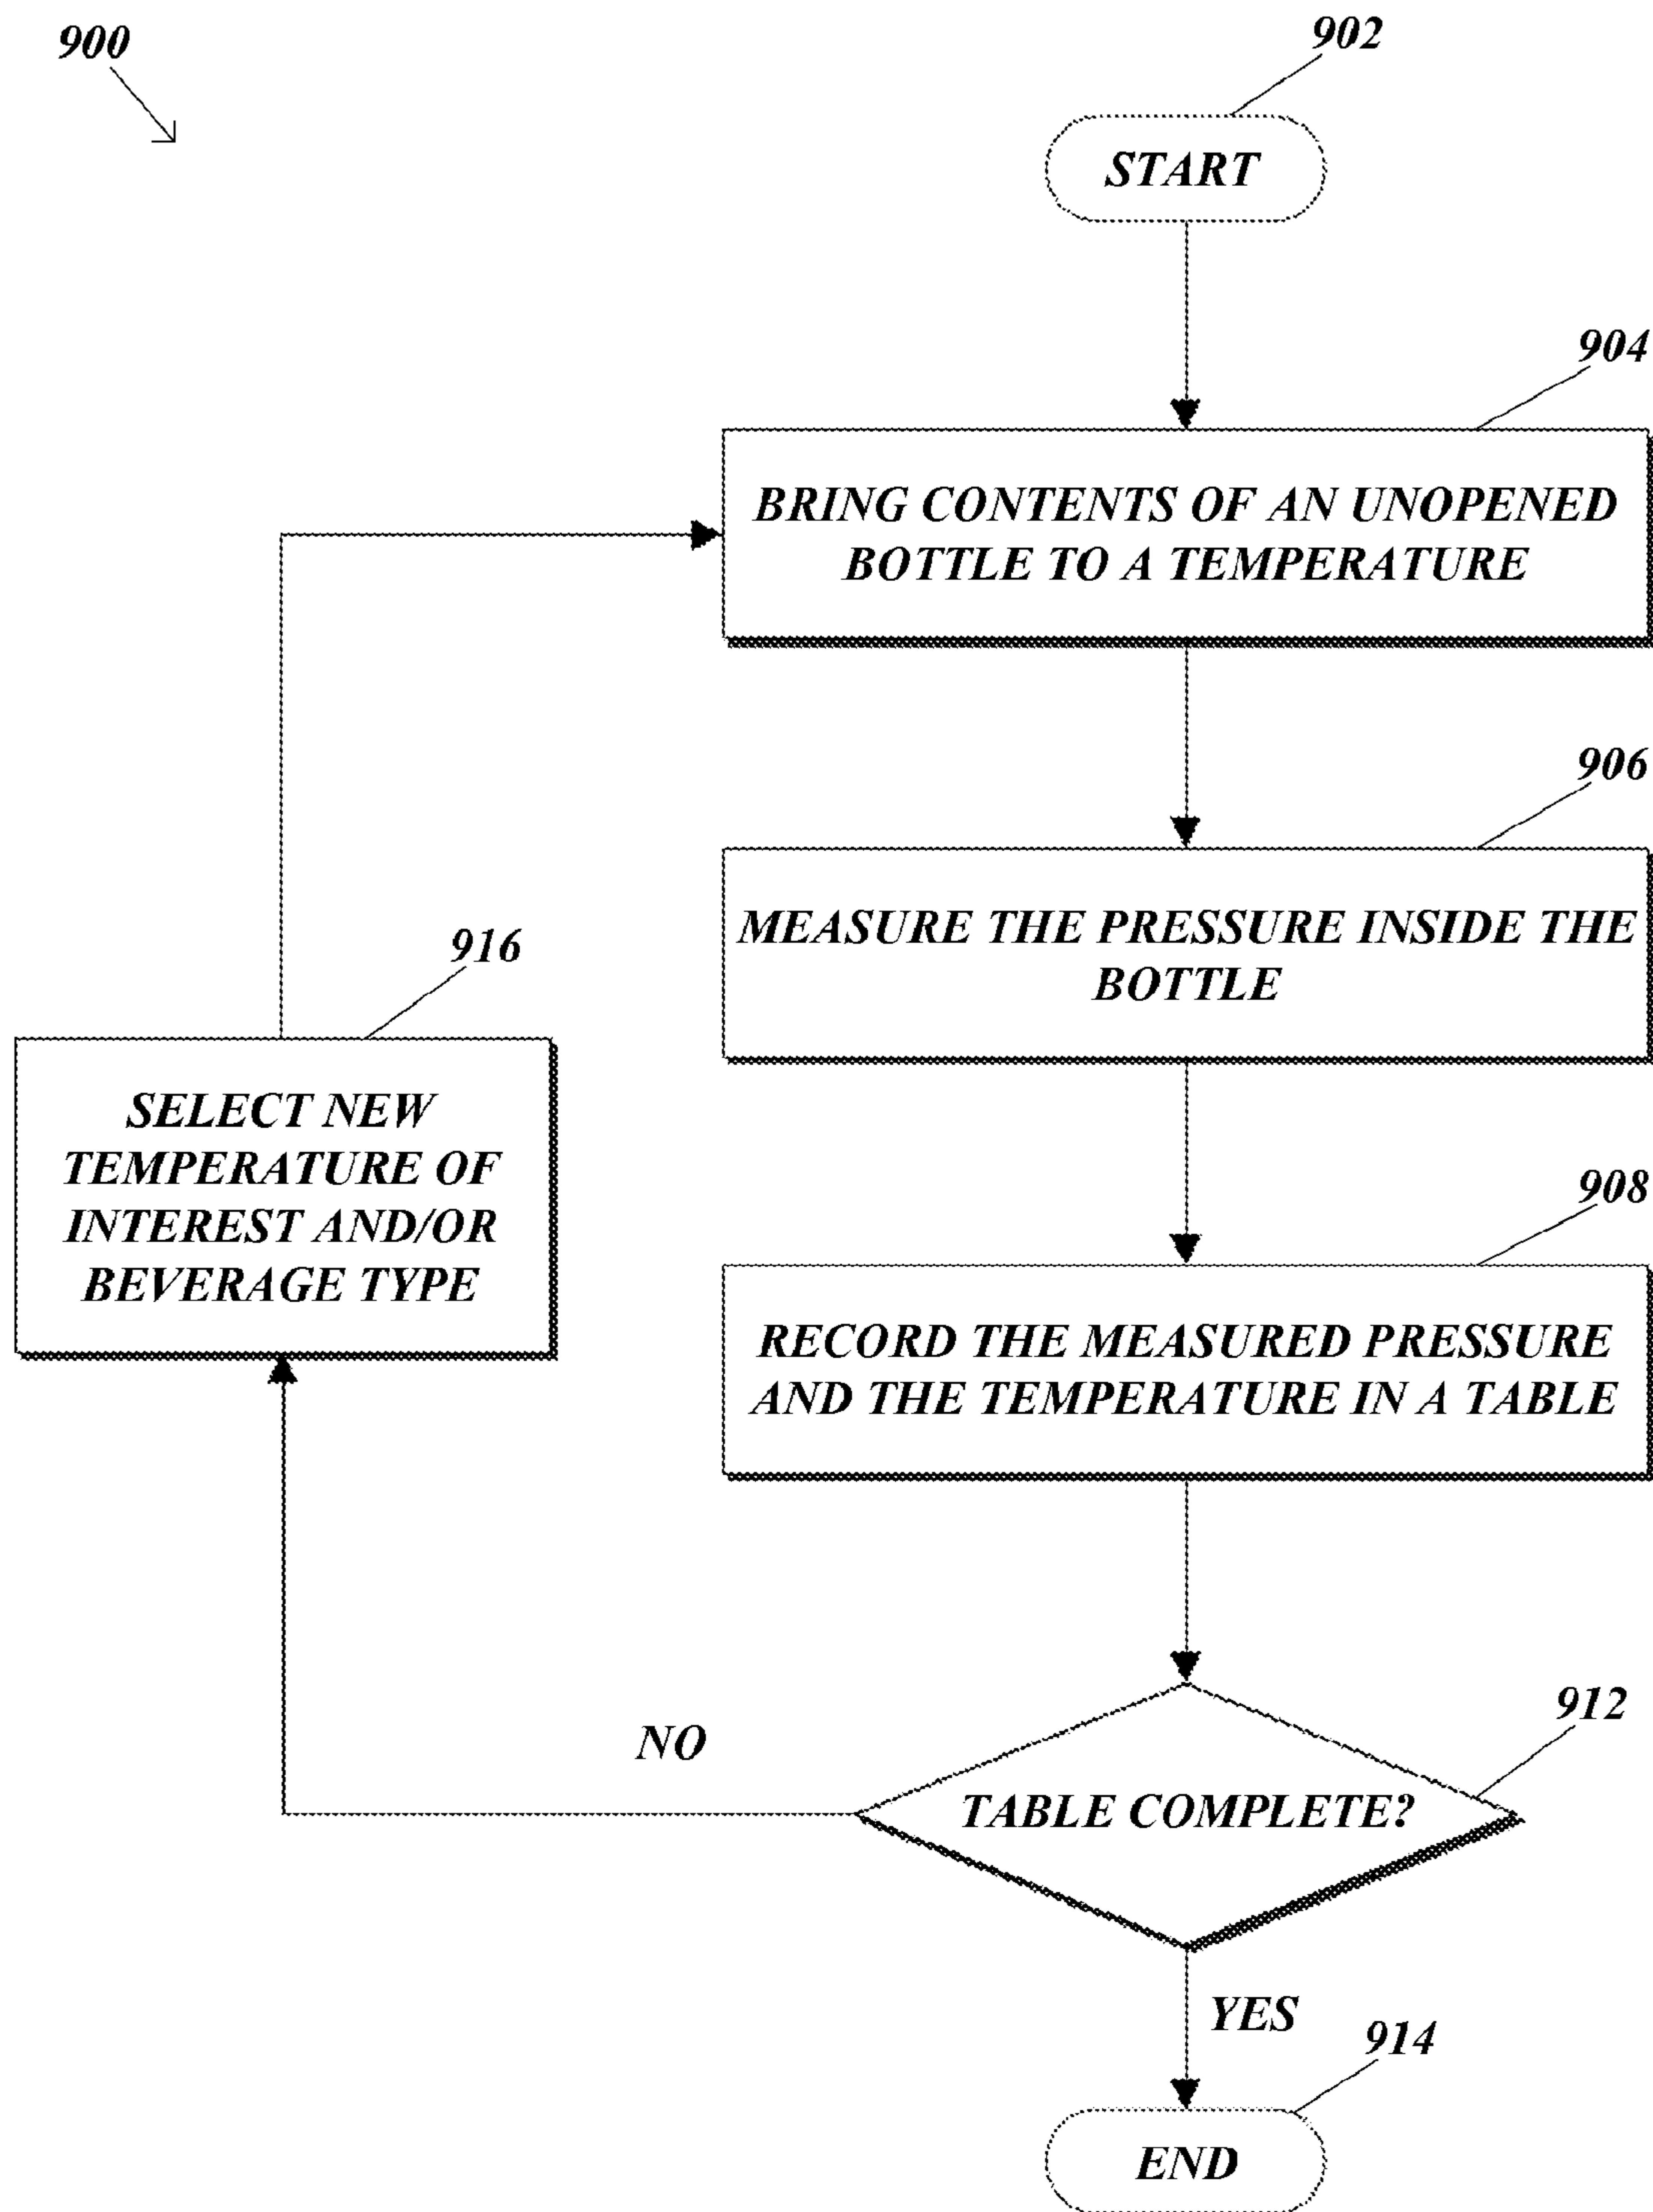 900
902
START
904
BRING CONTENTS OF AN UNOPENED
BOTTLE TO A TEMPERATURE
906
MEASURE THE PRESSURE INSIDE THE
BOTTLE
916
SELECT NEW
TEMPERATURE OF
INTEREST AND/OR
BEVERAGE TYPE
908
RECORD THE MEASURED PRESSURE
AND THE TEMPERATURE IN A TABLE
912
NO
TABLE COMPLETE?
YES
914
END